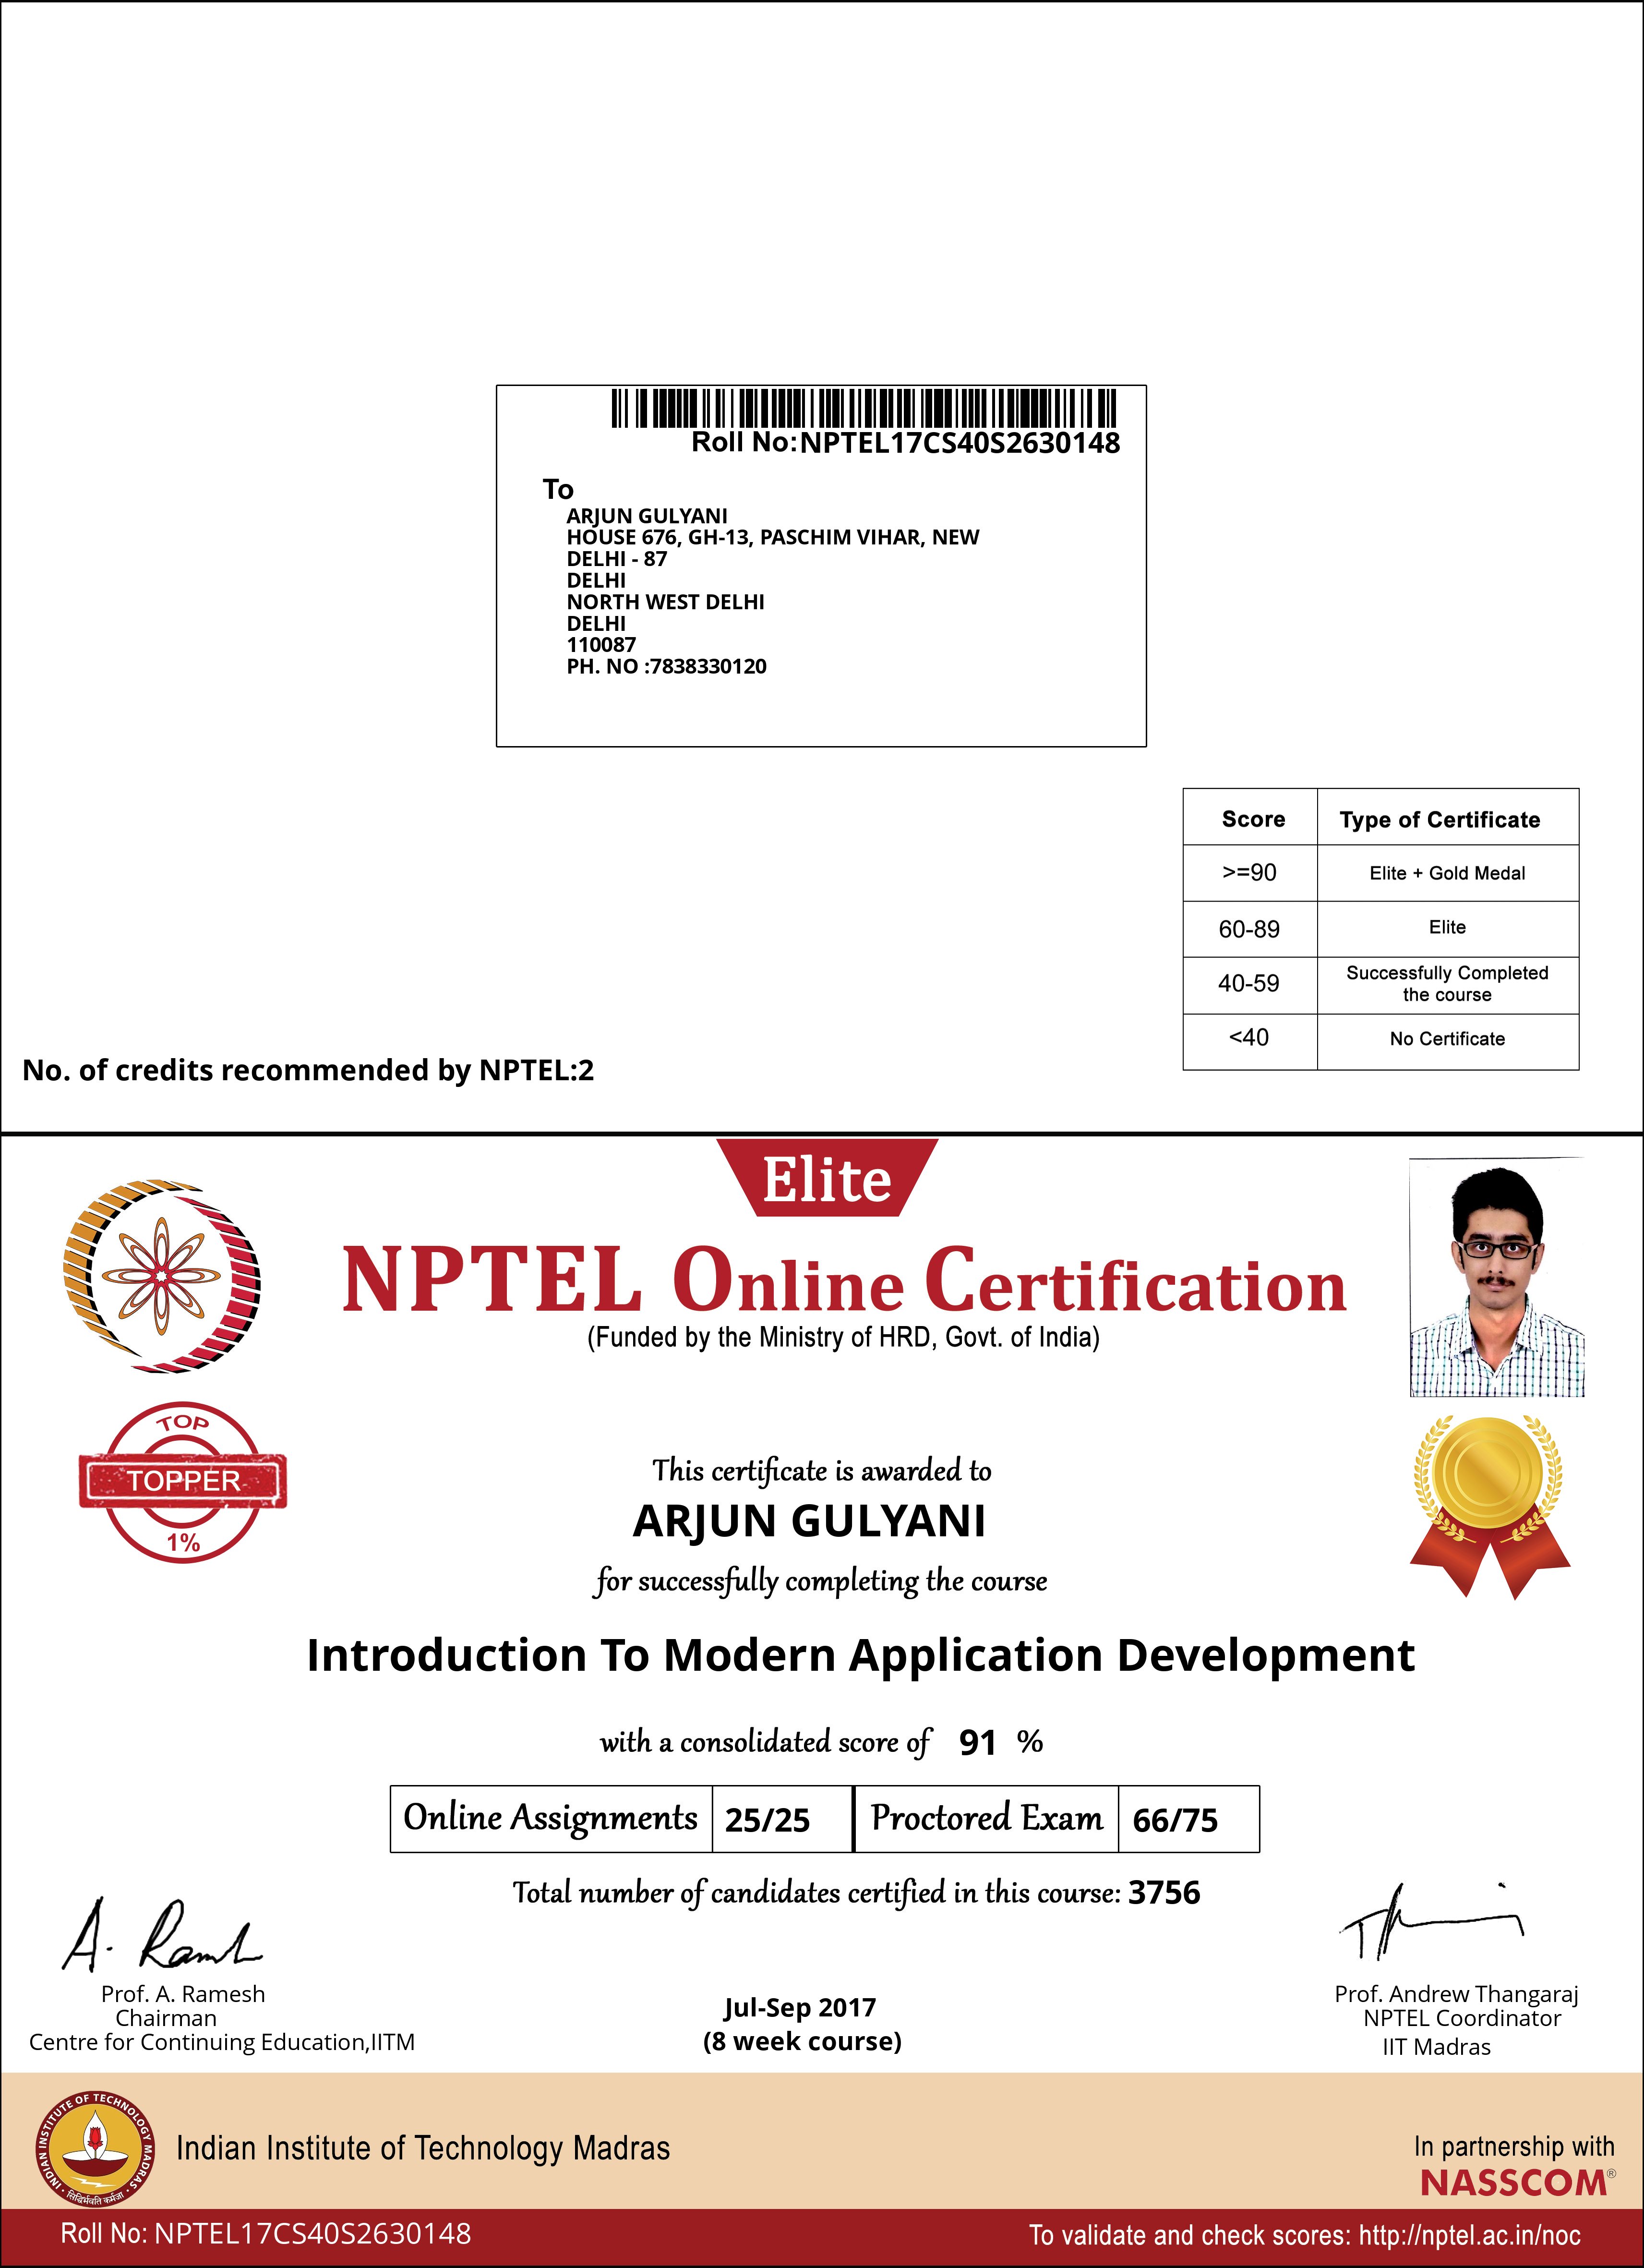 Roll No:NPTEL17CS40S2630148
To
ARJUN GULYANI
HOUSE 676, GH-13, PASCHIM VIHAR, NEW
DELHI - 87
DELHI
NORTH WEST DELHI
DELHI
110087
PH. NO :7838330120
Score Type of Certificate
>=90 Elite + Gold Medal
60-89 Elite
40-59 Successfully Completed
the course
<40 No Certificate
No. of credits recommended by NPTEL:2
Elite
NPTEL Online Certification
(Funded by the Ministry of HRD, Govt. of India)
TOP
TOPPER
1%
This certificate is awarded to
ARJUN GULYANI
for successfully completing the course
Introduction To Modern Application Development
with a consolidated score of 91 %
Online Assignments 25/25 Proctored Exam 66/75
Total number of candidates certified in this course: 3756
A. Ramesh
Prof. A. Ramesh
Chairman
Centre for Continuing Education,IITM
Jul-Sep 2017
(8 week course)
Prof. Andrew Thangaraj
NPTEL Coordinator
IIT Madras
INDIAN INSTITUTE OF TECHNOLOGY MADRAS
सिद्धिर्भवति कर्मजा
Indian Institute of Technology Madras
In partnership with
NASSCOM®
Roll No: NPTEL17CS40S2630148
To validate and check scores: http://nptel.ac.in/noc